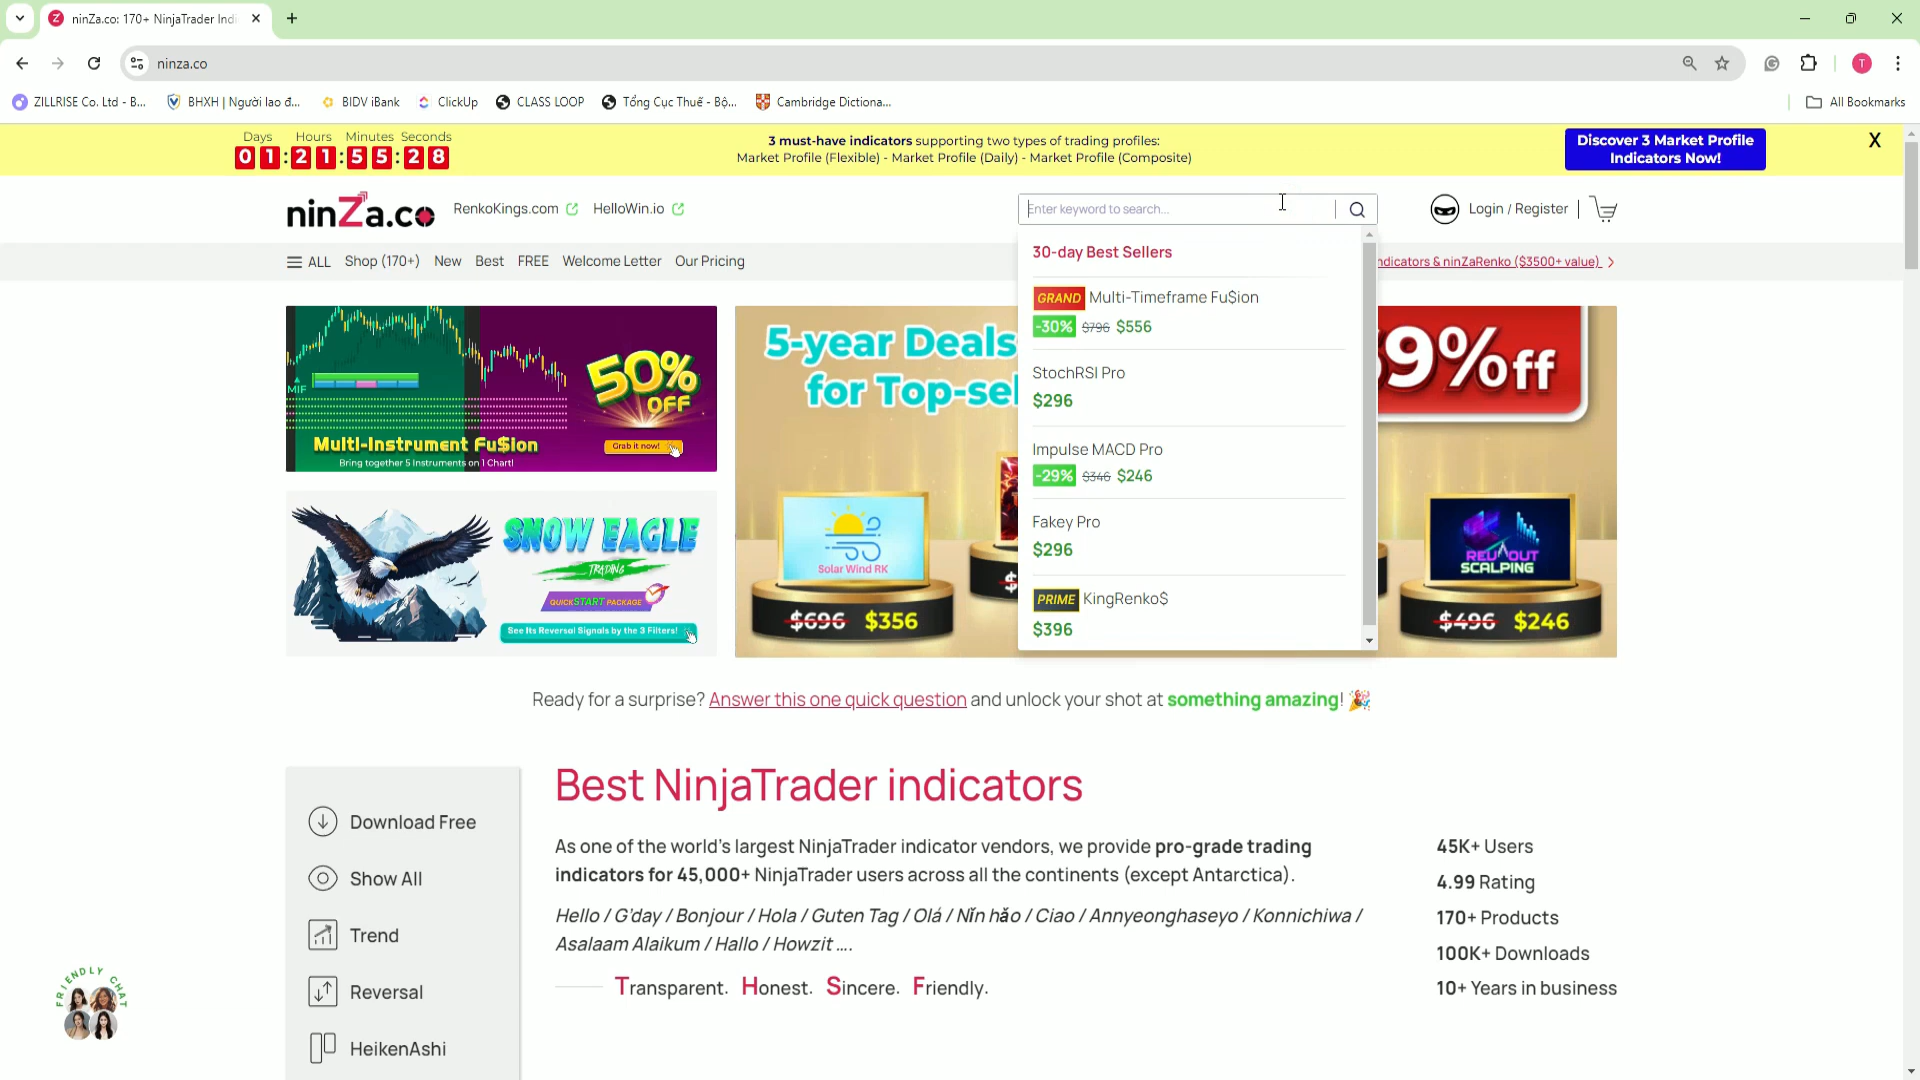 ninZa.co: 170+ NinjaTrader Indi
ninza.co
ZILLRISE Co. Ltd - B...
BHXH | Người lao đ...
BIDV iBank
ClickUp
CLASS LOOP
Tổng Cục Thuế - Bộ...
Cambridge Dictiona...
All Bookmarks
Days Hours Minutes Seconds
01:21:55:28
3 must-have indicators supporting two types of trading profiles:
Market Profile (Flexible) - Market Profile (Daily) - Market Profile (Composite)
Discover 3 Market Profile
Indicators Now!
X
ninZa.co
RenkoKings.com
HelloWin.io
Enter keyword to search...
Login / Register
ALL
Shop (170+)
New
Best
FREE
Welcome Letter
Our Pricing
ndicators & ninZaRenko ($3500+ value)
30-day Best Sellers
GRAND Multi-Timeframe Fu$ion
-30% $796 $556
StochRSI Pro
$296
Impulse MACD Pro
-29% $346 $246
Fakey Pro
$296
PRIME KingRenko$
$396
MIF
50%
OFF
Multi-Instrument Fu$ion
Grab it now!
Bring together 5 Instruments on 1 Chart!
SNOW EAGLE
TRADING
QUICKSTART PACKAGE
See Its Reversal Signals by the 3 Filters!
5-year Deals
for Top-sel
9%off
Solar Wind RK
$696 $356
$
SCALPING
$496 $246
Ready for a surprise? Answer this one quick question and unlock your shot at something amazing!
Download Free
Show All
Trend
Reversal
HeikenAshi
Best NinjaTrader indicators
As one of the world's largest NinjaTrader indicator vendors, we provide pro-grade trading
indicators for 45,000+ NinjaTrader users across all the continents (except Antarctica).
Hello / G'day / Bonjour / Hola / Guten Tag / Olá / Nǐn hǎo / Ciao / Annyeonghaseyo / Konnichiwa /
Asalaam Alaikum / Hallo / Howzit ....
Transparent. Honest. Sincere. Friendly.
45K+ Users
4.99 Rating
170+ Products
100K+ Downloads
10+ Years in business
FRIENDLY CHAT